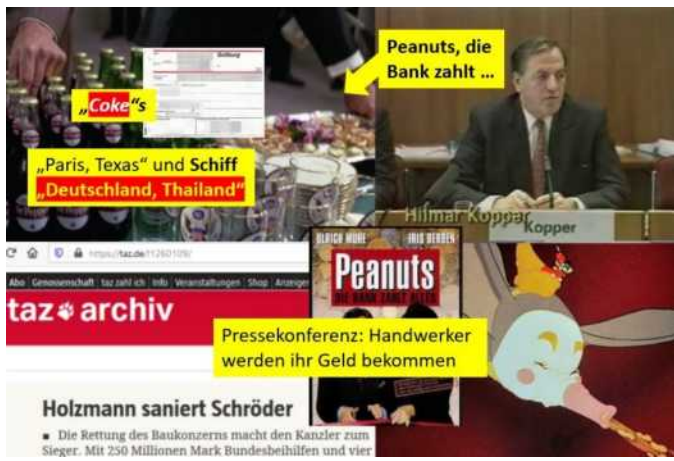 Peanuts, die
Bank zahlt ...
„Coke“s
„Paris, Texas“ und Schiff
„Deutschland, Thailand“
Hilmar Koppar
Kopper
https://taz.de/!1260109/
ULRICH MÜHE IRIS BERBEN
Peanuts
DIE BANK ZAHLT ALLES
Abo Genossenschaft taz zahl ich Info Veranstaltungen Shop Anzeigen
taz archiv
Pressekonferenz: Handwerker
werden ihr Geld bekommen
Holzmann saniert Schröder
■ Die Rettung des Baukonzerns macht den Kanzler zum
Sieger. Mit 250 Millionen Mark Bundesbeihilfen und vier